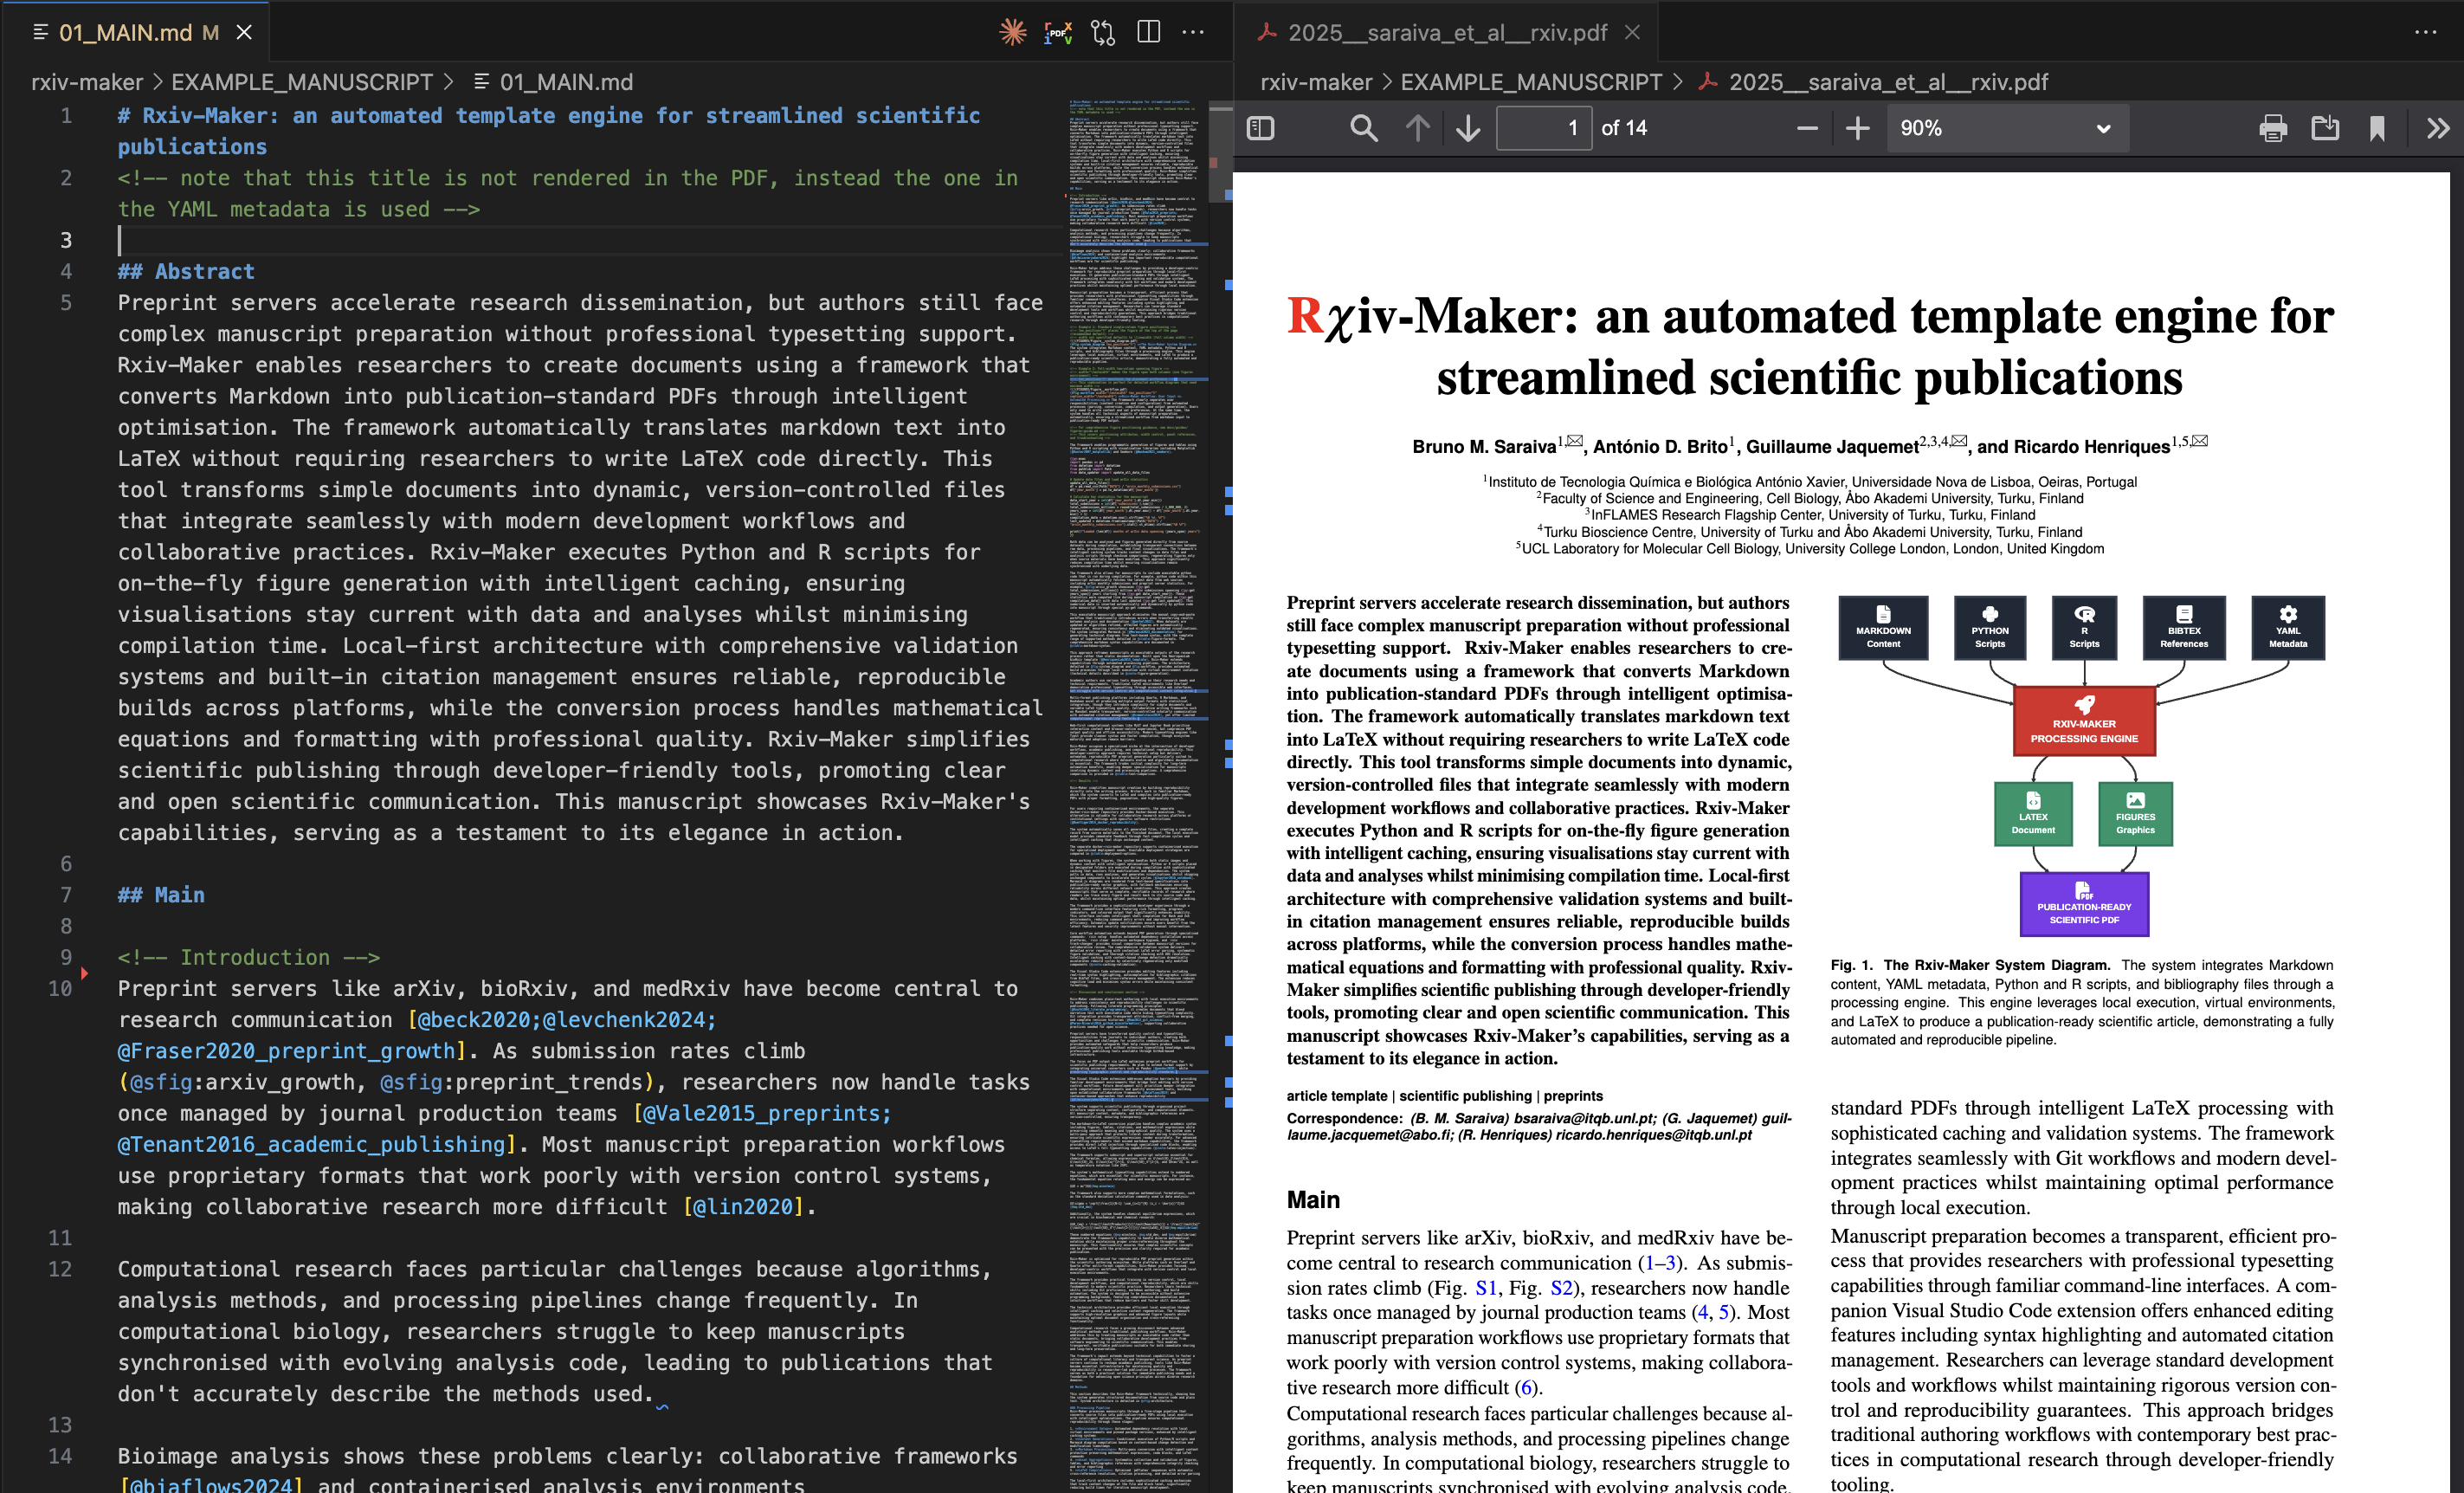 01_MAIN.md M
rxiv-maker > EXAMPLE_MANUSCRIPT > 01_MAIN.md
1 # Rxiv-Maker: an automated template engine for streamlined scientific
publications
2 <!-- note that this title is not rendered in the PDF, instead the one in
the YAML metadata is used -->
3
4 ## Abstract
5 Preprint servers accelerate research dissemination, but authors still face
complex manuscript preparation without professional typesetting support.
Rxiv-Maker enables researchers to create documents using a framework that
converts Markdown into publication-standard PDFs through intelligent
optimisation. The framework automatically translates markdown text into
LaTeX without requiring researchers to write LaTeX code directly. This
tool transforms simple documents into dynamic, version-controlled files
that integrate seamlessly with modern development workflows and
collaborative practices. Rxiv-Maker executes Python and R scripts for
on-the-fly figure generation with intelligent caching, ensuring
visualisations stay current with data and analyses whilst minimising
compilation time. Local-first architecture with comprehensive validation
systems and built-in citation management ensures reliable, reproducible
builds across platforms, while the conversion process handles mathematical
equations and formatting with professional quality. Rxiv-Maker simplifies
scientific publishing through developer-friendly tools, promoting clear
and open scientific communication. This manuscript showcases Rxiv-Maker's
capabilities, serving as a testament to its elegance in action.
6
7 ## Main
8
9 <!-- Introduction -->
10 Preprint servers like arXiv, bioRxiv, and medRxiv have become central to
research communication [@beck2020;@levchenk2024;
@Fraser2020_preprint_growth]. As submission rates climb
(@sfig:arxiv_growth, @sfig:preprint_trends), researchers now handle tasks
once managed by journal production teams [@Vale2015_preprints;
@Tenant2016_academic_publishing]. Most manuscript preparation workflows
use proprietary formats that work poorly with version control systems,
making collaborative research more difficult [@lin2020].
11
12 Computational research faces particular challenges because algorithms,
analysis methods, and processing pipelines change frequently. In
computational biology, researchers struggle to keep manuscripts
synchronised with evolving analysis code, leading to publications that
don't accurately describe the methods used.
13
14 Bioimage analysis shows these problems clearly: collaborative frameworks
[@biaflows2024] and containerised analysis environments
2025__saraiva_et_al__rxiv.pdf
rxiv-maker > EXAMPLE_MANUSCRIPT > 2025__saraiva_et_al__rxiv.pdf
1 of 14
90%
Rχiv-Maker: an automated template engine for
streamlined scientific publications
Bruno M. Saraiva1,✉, António D. Brito1, Guillaume Jaquemet2,3,4,✉, and Ricardo Henriques1,5,✉
1Instituto de Tecnologia Química e Biológica António Xavier, Universidade Nova de Lisboa, Oeiras, Portugal
2Faculty of Science and Engineering, Cell Biology, Åbo Akademi University, Turku, Finland
3InFLAMES Research Flagship Center, University of Turku, Turku, Finland
4Turku Bioscience Centre, University of Turku and Åbo Akademi University, Turku, Finland
5UCL Laboratory for Molecular Cell Biology, University College London, London, United Kingdom
Preprint servers accelerate research dissemination, but authors
still face complex manuscript preparation without professional
typesetting support. Rxiv-Maker enables researchers to cre-
ate documents using a framework that converts Markdown
into publication-standard PDFs through intelligent optimisa-
tion. The framework automatically translates markdown text
into LaTeX without requiring researchers to write LaTeX code
directly. This tool transforms simple documents into dynamic,
version-controlled files that integrate seamlessly with modern
development workflows and collaborative practices. Rxiv-Maker
executes Python and R scripts for on-the-fly figure generation
with intelligent caching, ensuring visualisations stay current with
data and analyses whilst minimising compilation time. Local-first
architecture with comprehensive validation systems and built-
in citation management ensures reliable, reproducible builds
across platforms, while the conversion process handles mathe-
matical equations and formatting with professional quality. Rxiv-
Maker simplifies scientific publishing through developer-friendly
tools, promoting clear and open scientific communication. This
manuscript showcases Rxiv-Maker's capabilities, serving as a
testament to its elegance in action.
article template | scientific publishing | preprints
Correspondence: (B. M. Saraiva) bsaraiva@itqb.unl.pt; (G. Jaquemet) guil-
laume.jacquemet@abo.fi; (R. Henriques) ricardo.henriques@itqb.unl.pt
Main
Preprint servers like arXiv, bioRxiv, and medRxiv have be-
come central to research communication (1–3). As submis-
sion rates climb (Fig. S1, Fig. S2), researchers now handle
tasks once managed by journal production teams (4, 5). Most
manuscript preparation workflows use proprietary formats that
work poorly with version control systems, making collabora-
tive research more difficult (6).
Computational research faces particular challenges because al-
gorithms, analysis methods, and processing pipelines change
frequently. In computational biology, researchers struggle to
keep manuscripts synchronised with evolving analysis code,
MARKDOWN
Content
PYTHON
Scripts
R
Scripts
BIBTEX
References
YAML
Metadata
RXIV-MAKER
PROCESSING ENGINE
LATEX
Document
FIGURES
Graphics
PDF
PUBLICATION-READY
SCIENTIFIC PDF
Fig. 1. The Rxiv-Maker System Diagram. The system integrates Markdown
content, YAML metadata, Python and R scripts, and bibliography files through a
processing engine. This engine leverages local execution, virtual environments,
and LaTeX to produce a publication-ready scientific article, demonstrating a fully
automated and reproducible pipeline.
standard PDFs through intelligent LaTeX processing with
sophisticated caching and validation systems. The framework
integrates seamlessly with Git workflows and modern devel-
opment practices whilst maintaining optimal performance
through local execution.
Manuscript preparation becomes a transparent, efficient pro-
cess that provides researchers with professional typesetting
capabilities through familiar command-line interfaces. A com-
panion Visual Studio Code extension offers enhanced editing
features including syntax highlighting and automated citation
management. Researchers can leverage standard development
tools and workflows whilst maintaining rigorous version con-
trol and reproducibility guarantees. This approach bridges
traditional authoring workflows with contemporary best prac-
tices in computational research through developer-friendly
tooling.